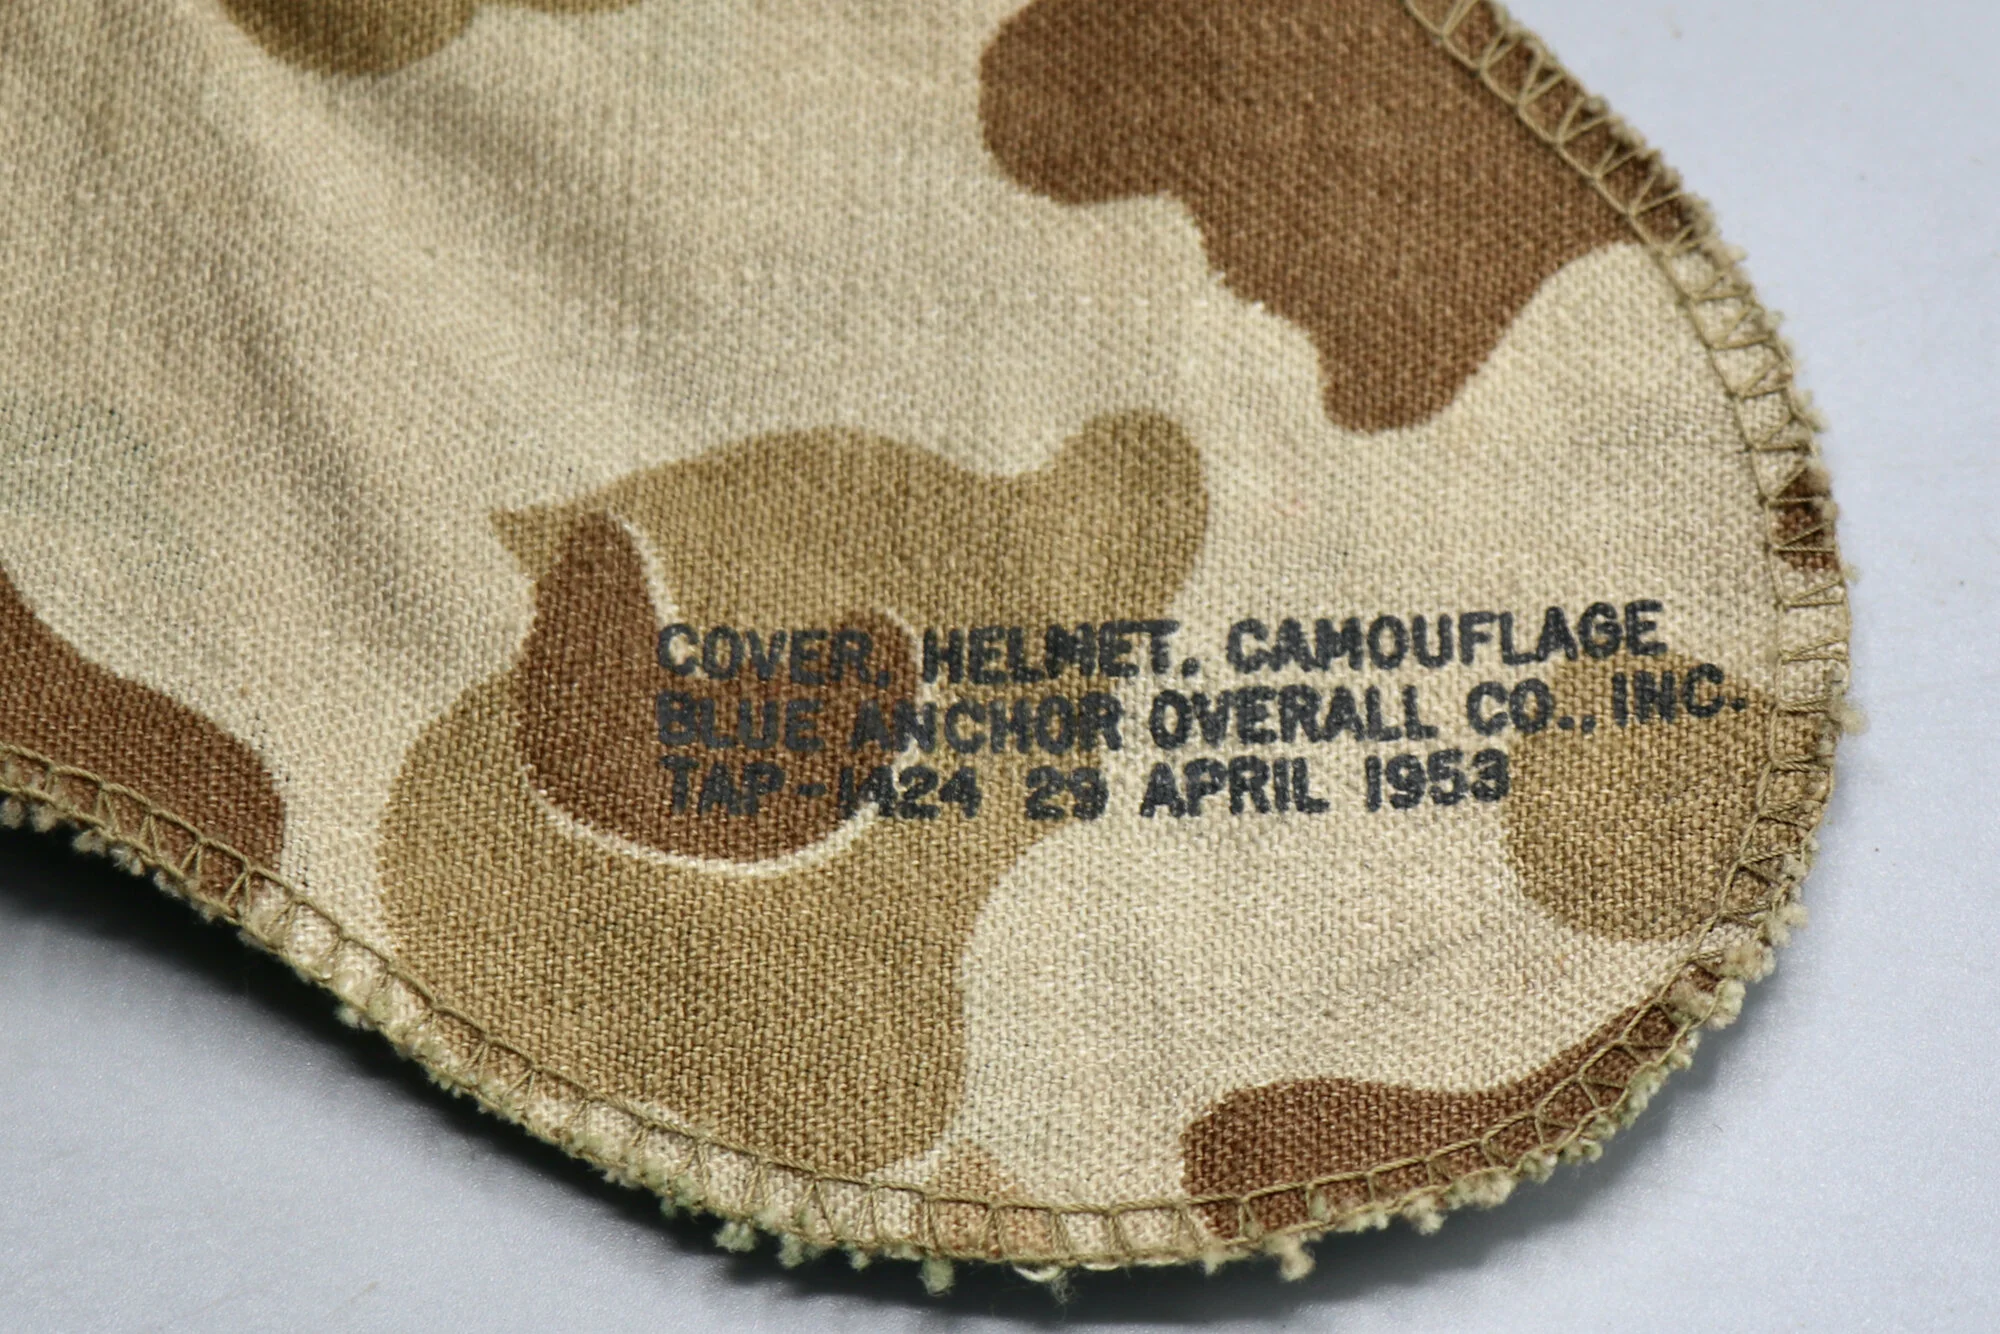 COVER, HELMET, CAMOUFLAGE
BLUE ANCHOR OVERALL CO., INC.
TAP-1424 29 APRIL 1953